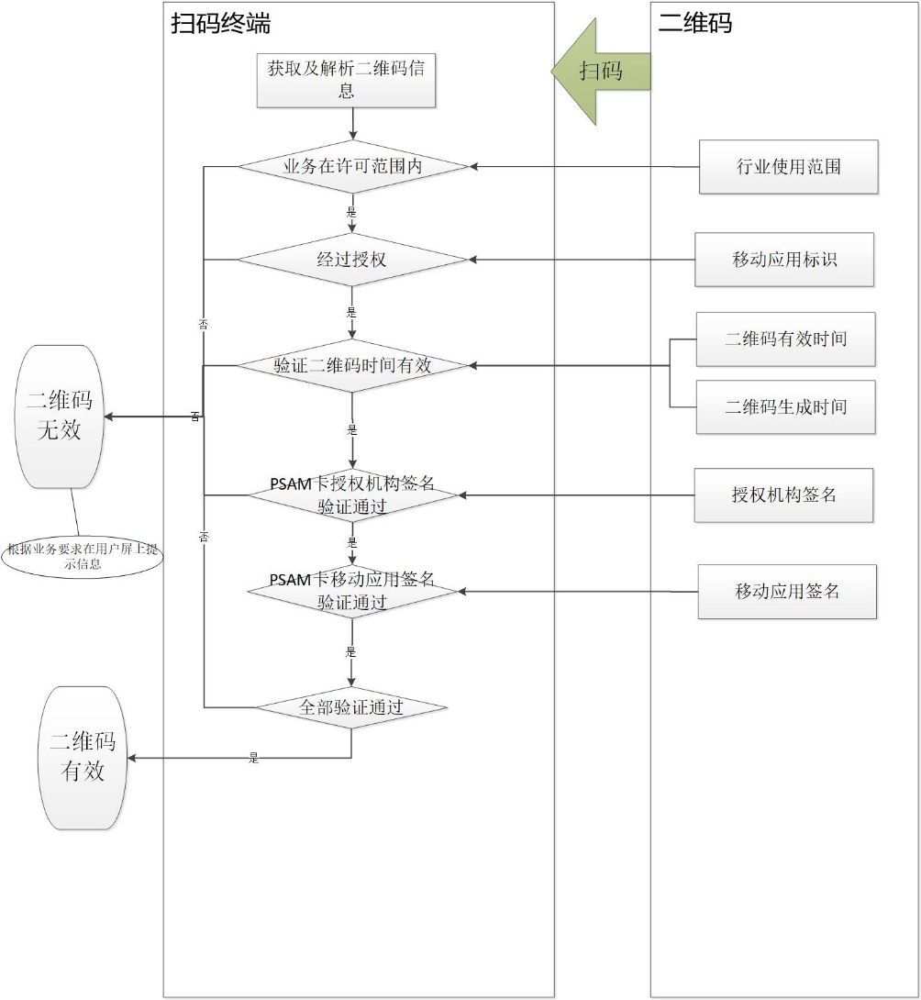 扫码终端
二维码
扫码
获取及解析二维码信
息
业务在许可范围内
行业使用范围
是
经过授权
移动应用标识
是
否
二维码有效时间
验证二维码时间有效
二维码生成时间
二维码
无效
否
是
PSAM卡授权机构签名
验证通过
授权机构签名
否
是
根据业务要求在用户屏上提
示信息
PSAM卡移动应用签名
验证通过
移动应用签名
是
全部验证通过
二维码
有效
是